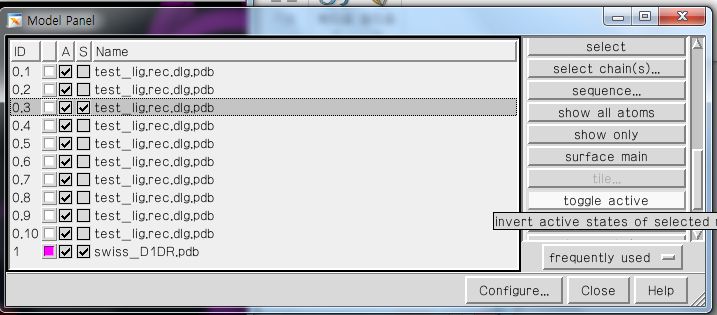 Model Panel
ID A S Name
0.1 test_lig.rec.dlg.pdb
0.2 test_lig.rec.dlg.pdb
0.3 test_lig.rec.dlg.pdb
0.4 test_lig.rec.dlg.pdb
0.5 test_lig.rec.dlg.pdb
0.6 test_lig.rec.dlg.pdb
0.7 test_lig.rec.dlg.pdb
0.8 test_lig.rec.dlg.pdb
0.9 test_lig.rec.dlg.pdb
0.10 test_lig.rec.dlg.pdb
1 swiss_D1DR.pdb
select
select chain(s)...
sequence...
show all atoms
show only
surface main
tile...
toggle active
invert active states of selected
frequently used
Configure... Close Help